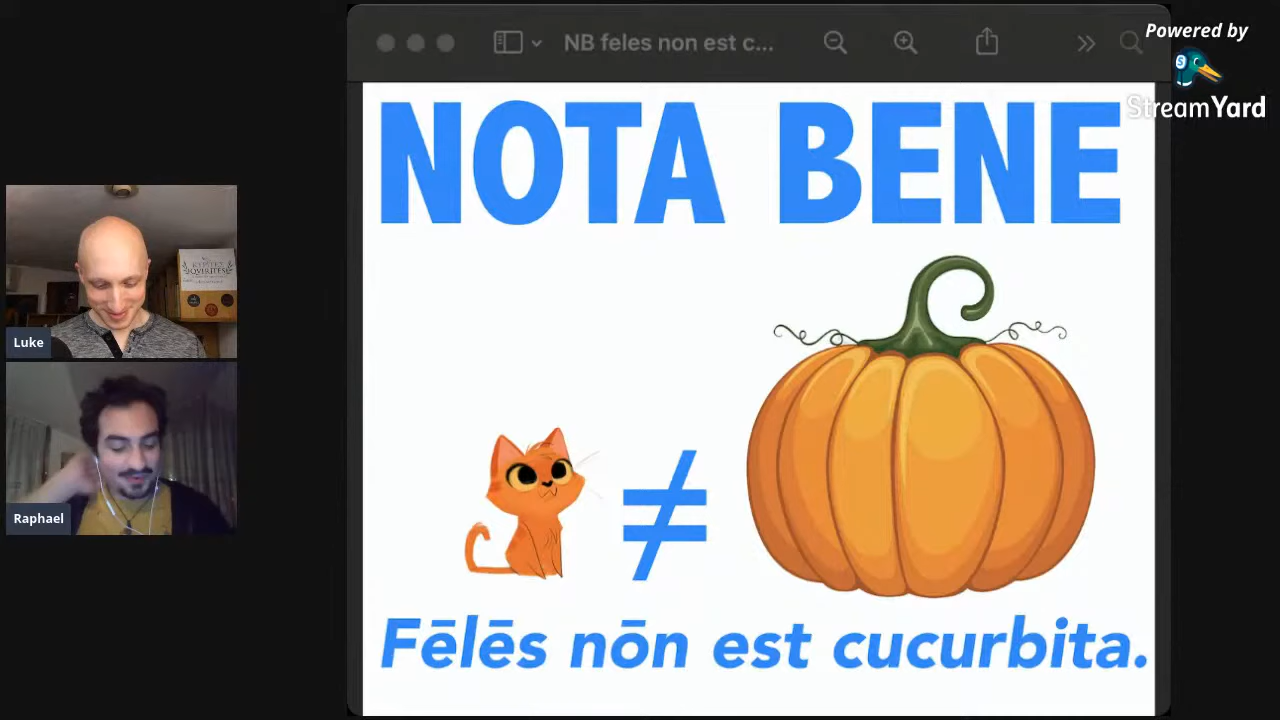 NB feles non est c...
Powered by
StreamYard
NOTA BENE
Luke
Raphael
Fēlēs nōn est cucurbita.